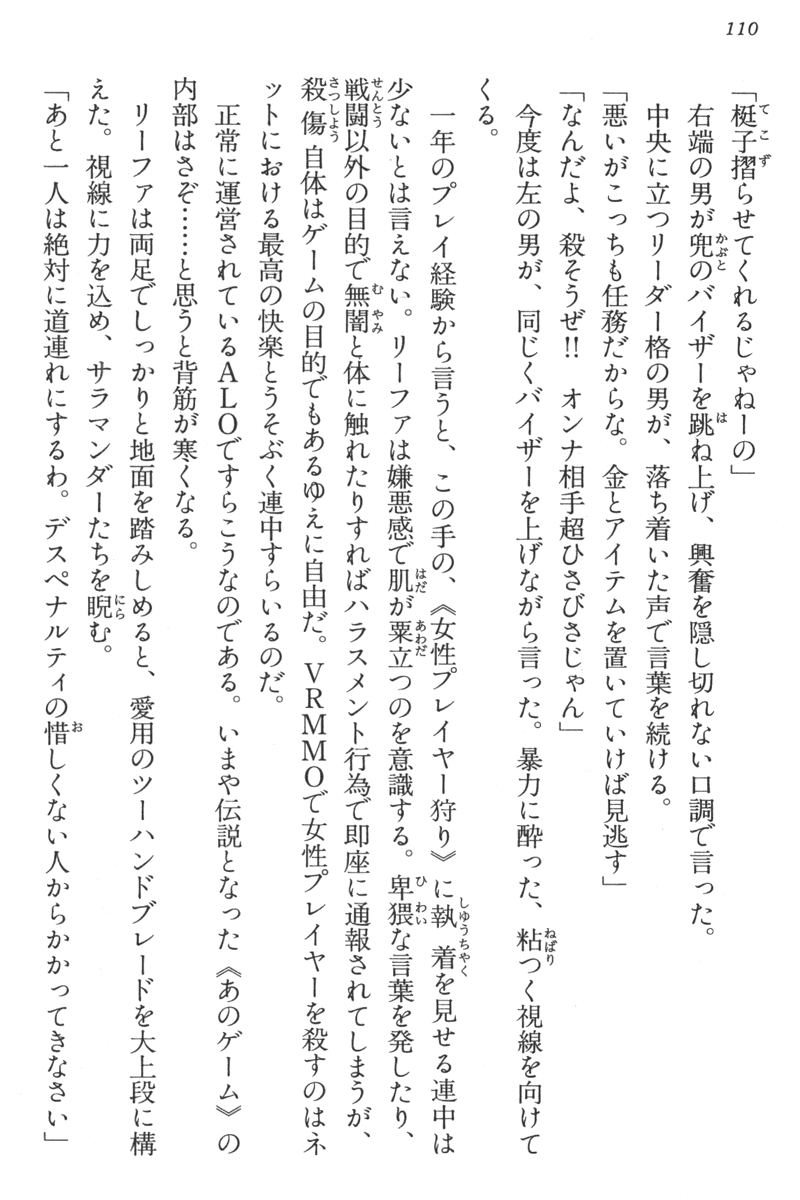 110
「梃子摺らせてくれるじゃねーの」
右端の男が兜のバイザーを跳ね上げ、興奮を隠し切れない口調で言った。
中央に立つリーダー格の男が、落ち着いた声で言葉を続ける。
「悪いがこっちも任務だからな。金とアイテムを置いていけば見逃す」
「なんだよ、殺そうぜ!! オンナ相手超ひさびさじゃん」
今度は左の男が、同じくバイザーを上げながら言った。暴力に酔った、粘つく視線を向けて
くる。
一年のプレイ経験から言うと、この手の、《女性プレイヤー狩り》に執着を見せる連中は
少ないとは言えない。リーファは嫌悪感で肌が粟立つのを意識する。卑猥な言葉を発したり、
戦闘以外の目的で無闇と体に触れたりすればハラスメント行為で即座に通報されてしまうが、
殺傷自体はゲームの目的でもあるゆえに自由だ。VRMMOで女性プレイヤーを殺すのはネ
ットにおける最高の快楽とうそぶく連中すらいるのだ。
正常に運営されているALOですらこうなのである。いまや伝説となった《あのゲーム》の
内部はさぞ……と思うと背筋が寒くなる。
リーファは両足でしっかりと地面を踏みしめると、愛用のツーハンドブレードを大上段に構
えた。視線に力を込め、サラマンダーたちを睨む。
「あと一人は絶対に道連れにするわ。デスペナルティの惜しくない人からかかってきなさい」